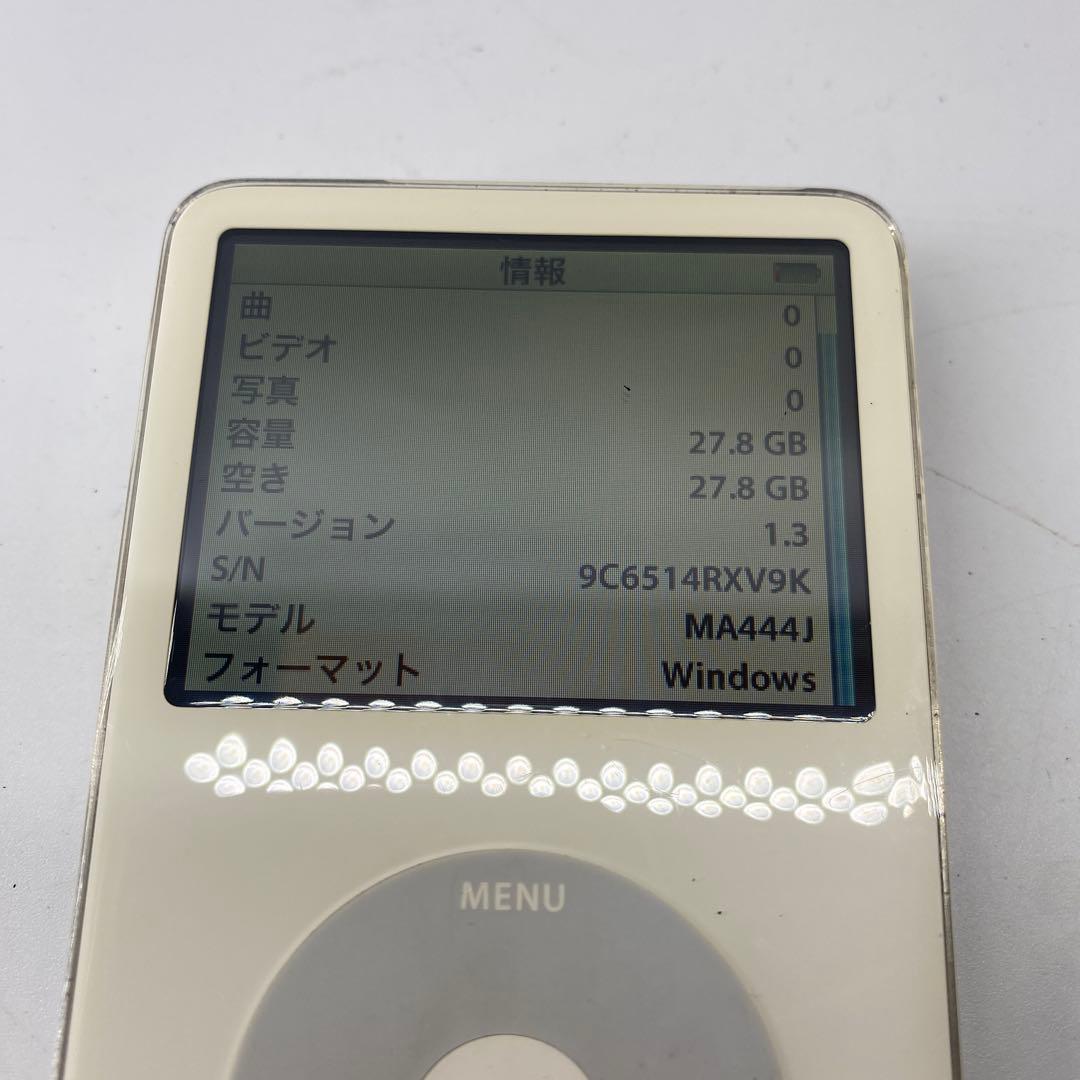 情報
曲 0
ビデオ 0
写真 0
容量 27.8 GB
空き 27.8 GB
バージョン 1.3
S/N 9C6514RXV9K
モデル MA444J
フォーマット Windows
MENU